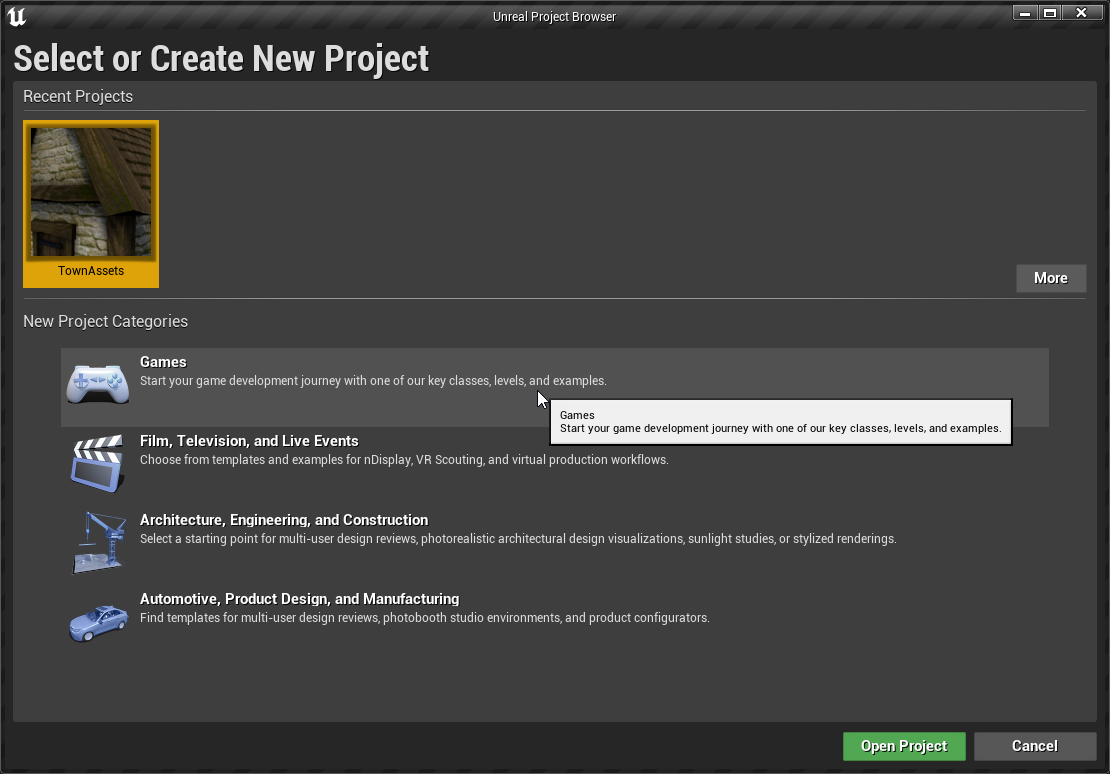 Unreal Project Browser
Select or Create New Project
Recent Projects
TownAssets
More
New Project Categories
Games
Start your game development journey with one of our key classes, levels, and examples.
Games
Start your game development journey with one of our key classes, levels, and examples.
Film, Television, and Live Events
Choose from templates and examples for nDisplay, VR Scouting, and virtual production workflows.
Architecture, Engineering, and Construction
Select a starting point for multi-user design reviews, photorealistic architectural design visualizations, sunlight studies, or stylized renderings.
Automotive, Product Design, and Manufacturing
Find templates for multi-user design reviews, photobooth studio environments, and product configurators.
Open Project
Cancel